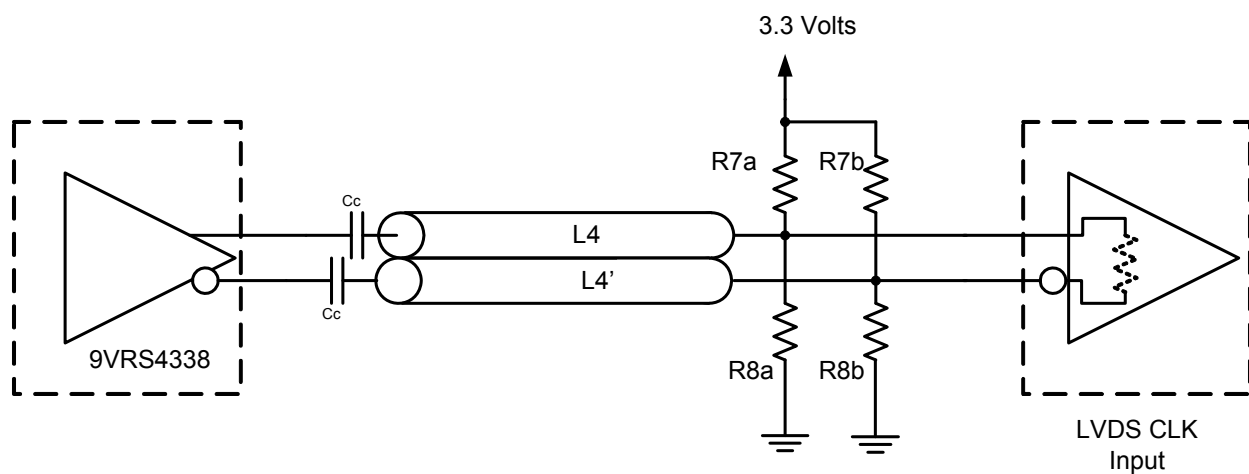 3.3 Volts
R7a
R7b
Cc
L4
L4’
Cc
9VRS4338
R8a
R8b
LVDS CLK
Input